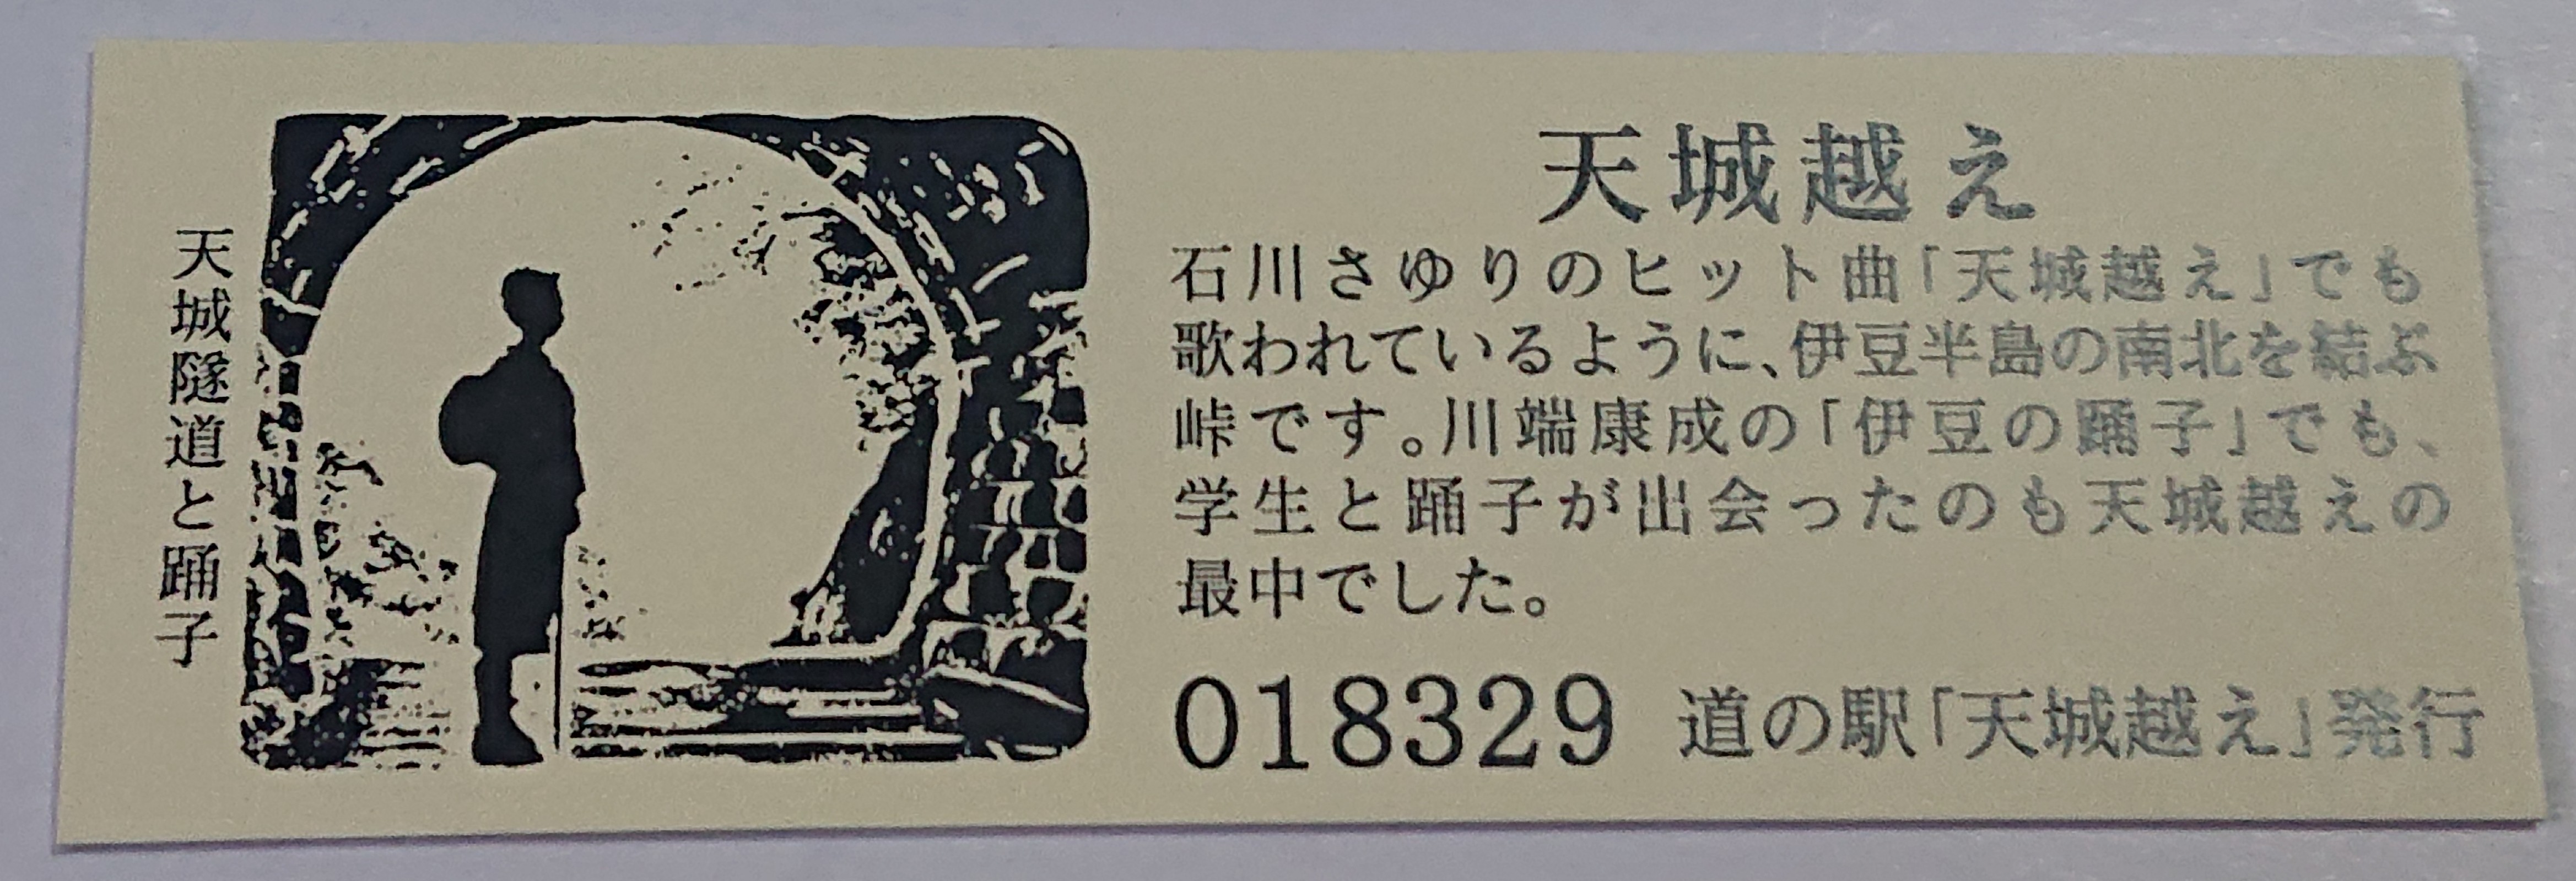 天城隧道と踊子
天城越え
石川さゆりのヒット曲「天城越え」でも
歌われているように、伊豆半島の南北を結ぶ
峠です。川端康成の「伊豆の踊子」でも、
学生と踊子が出会ったのも天城越えの
最中でした。
018329 道の駅「天城越え」発行